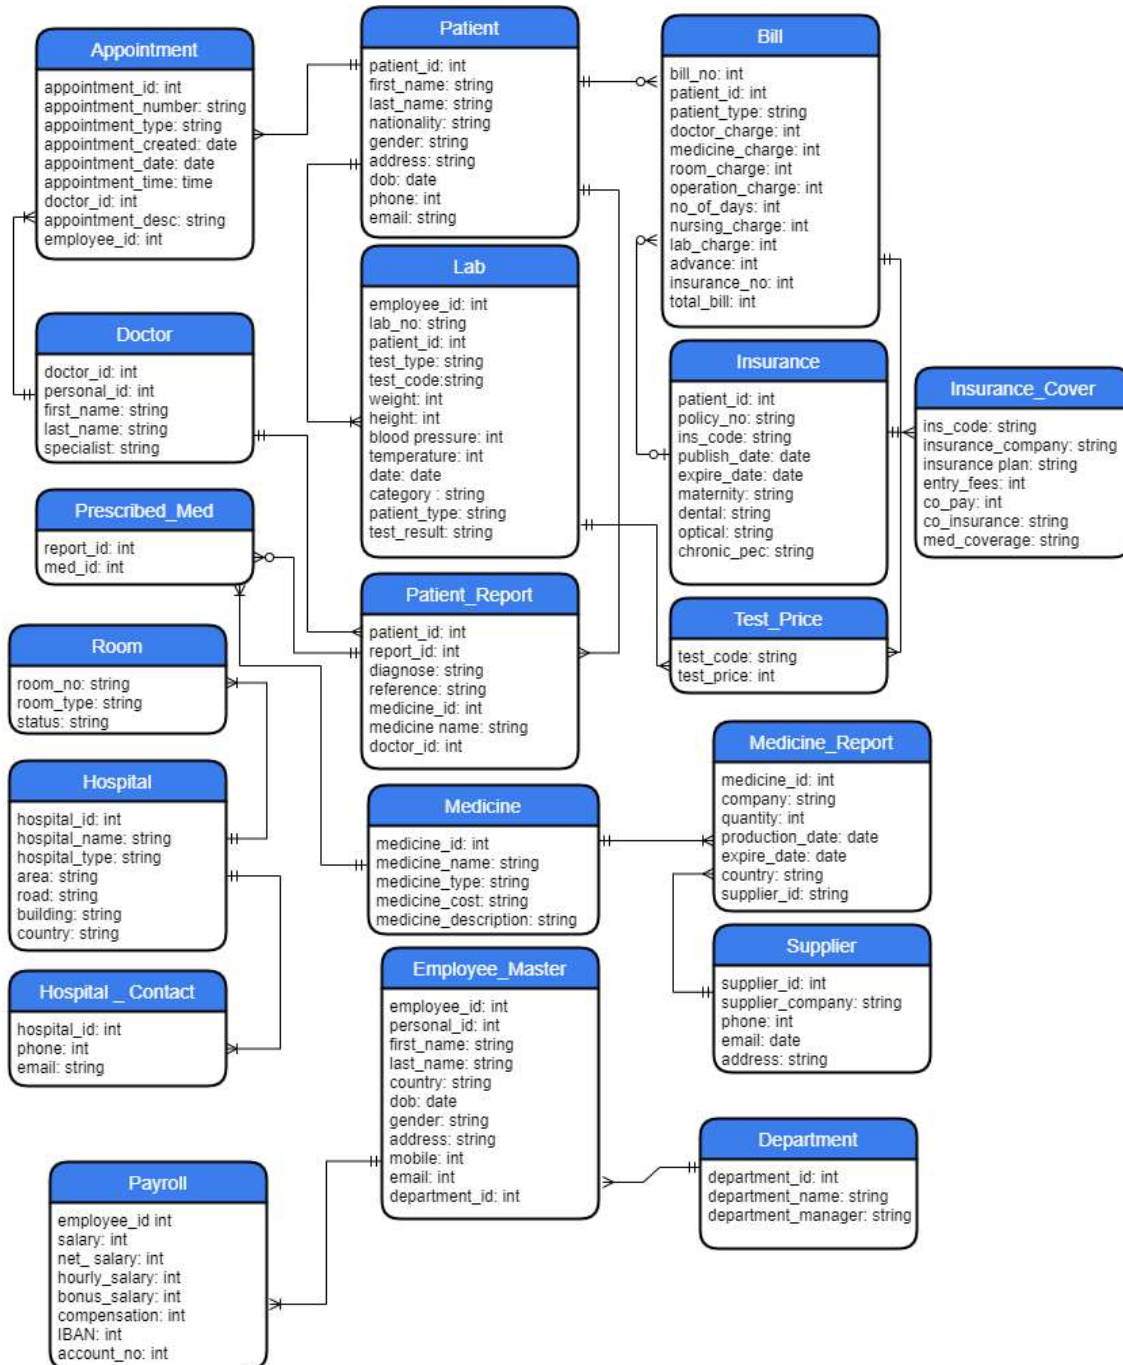 Appointment
appointment_id: int
appointment_number: string
appointment_type: string
appointment_created: date
appointment_date: date
appointment_time: time
doctor_id: int
appointment_desc: string
employee_id: int
Patient
patient_id: int
first_name: string
last_name: string
nationality: string
gender: string
address: string
dob: date
phone: int
email: string
Bill
bill_no: int
patient_id: int
patient_type: string
doctor_charge: int
medicine_charge: int
room_charge: int
operation_charge: int
no_of_days: int
nursing_charge: int
lab_charge: int
advance: int
insurance_no: int
total_bill: int
Doctor
doctor_id: int
personal_id: int
first_name: string
last_name: string
specialist: string
Lab
employee_id: int
lab_no: string
patient_id: int
test_type: string
test_code:string
weight: int
height: int
blood pressure: int
temperature: int
date: date
category : string
patient_type: string
test_result: string
Insurance
patient_id: int
policy_no: string
ins_code: string
publish_date: date
expire_date: date
maternity: string
dental: string
optical: string
chronic_pec: string
Insurance_Cover
ins_code: string
insurance_company: string
insurance plan: string
entry_fees: int
co_pay: int
co_insurance: string
med_coverage: string
Prescribed_Med
report_id: int
med_id: int
Patient_Report
patient_id: int
report_id: int
diagnose: string
reference: string
medicine_id: int
medicine name: string
doctor_id: int
Test_Price
test_code: string
test_price: int
Room
room_no: string
room_type: string
status: string
Hospital
hospital_id: int
hospital_name: string
hospital_type: string
area: string
road: string
building: string
country: string
Medicine
medicine_id: int
medicine_name: string
medicine_type: string
medicine_cost: string
medicine_description: string
Medicine_Report
medicine_id: int
company: string
quantity: int
production_date: date
expire_date: date
country: string
supplier_id: string
Hospital _ Contact
hospital_id: int
phone: int
email: string
Employee_Master
employee_id: int
personal_id: int
first_name: string
last_name: string
country: string
dob: date
gender: string
address: string
mobile: int
email: int
department_id: int
Supplier
supplier_id: int
supplier_company: string
phone: int
email: date
address: string
Department
department_id: int
department_name: string
department_manager: string
Payroll
employee_id int
salary: int
net_ salary: int
hourly_salary: int
bonus_salary: int
compensation: int
IBAN: int
account_no: int